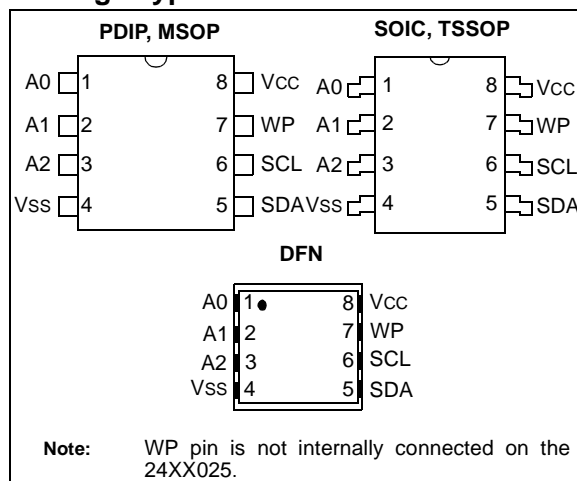 PDIP, MSOP
A0 1 8 VCC
A1 2 7 WP
A2 3 6 SCL
VSS 4 5 SDA
SOIC, TSSOP
A0 1 8 VCC
A1 2 7 WP
A2 3 6 SCL
VSS 4 5 SDA
DFN
A0 1 8 VCC
A1 2 7 WP
A2 3 6 SCL
VSS 4 5 SDA
Note: WP pin is not internally connected on the
24XX025.